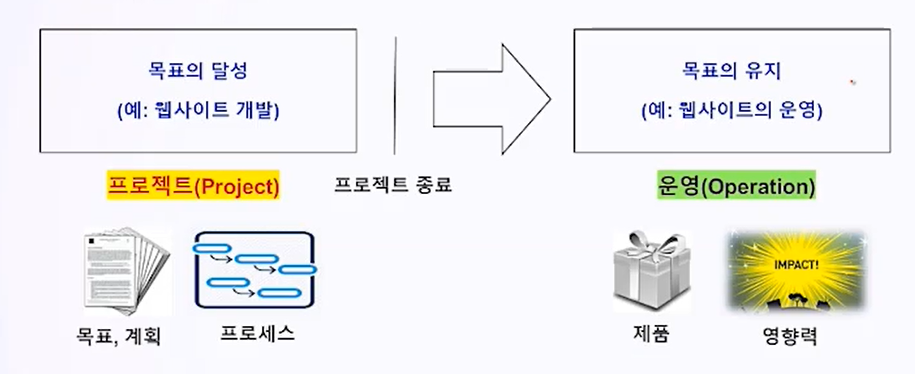 목표의 달성
(예: 웹사이트 개발)
목표의 유지
(예: 웹사이트의 운영)
프로젝트(Project)
프로젝트 종료
운영(Operation)
IMPACT!
목표, 계획
프로세스
제품
영향력